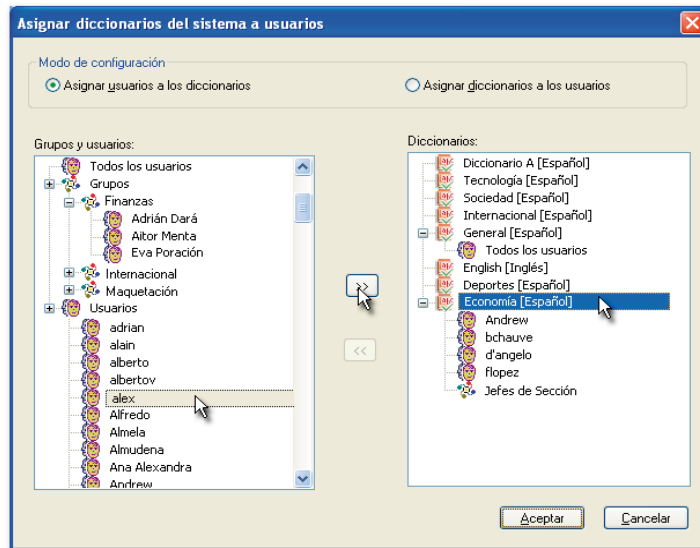 Asignar diccionarios del sistema a usuarios
Modo de configuración
Asignar usuarios a los diccionarios
Asignar diccionarios a los usuarios
Grupos y usuarios:
Todos los usuarios
Grupos
Finanzas
Adrián Dará
Aitor Menta
Eva Poración
Internacional
Maquetación
Usuarios
adrian
alain
alberto
albertov
alex
Alfredo
Almela
Almudena
Ana Alexandra
Andrew
>>
<<
Diccionarios:
Diccionario A [Español]
Tecnología [Español]
Sociedad [Español]
Internacional [Español]
General [Español]
Todos los usuarios
English [Inglés]
Deportes [Español]
Economía [Español]
Andrew
bchauve
d'angelo
flopez
Jefes de Sección
Aceptar
Cancelar